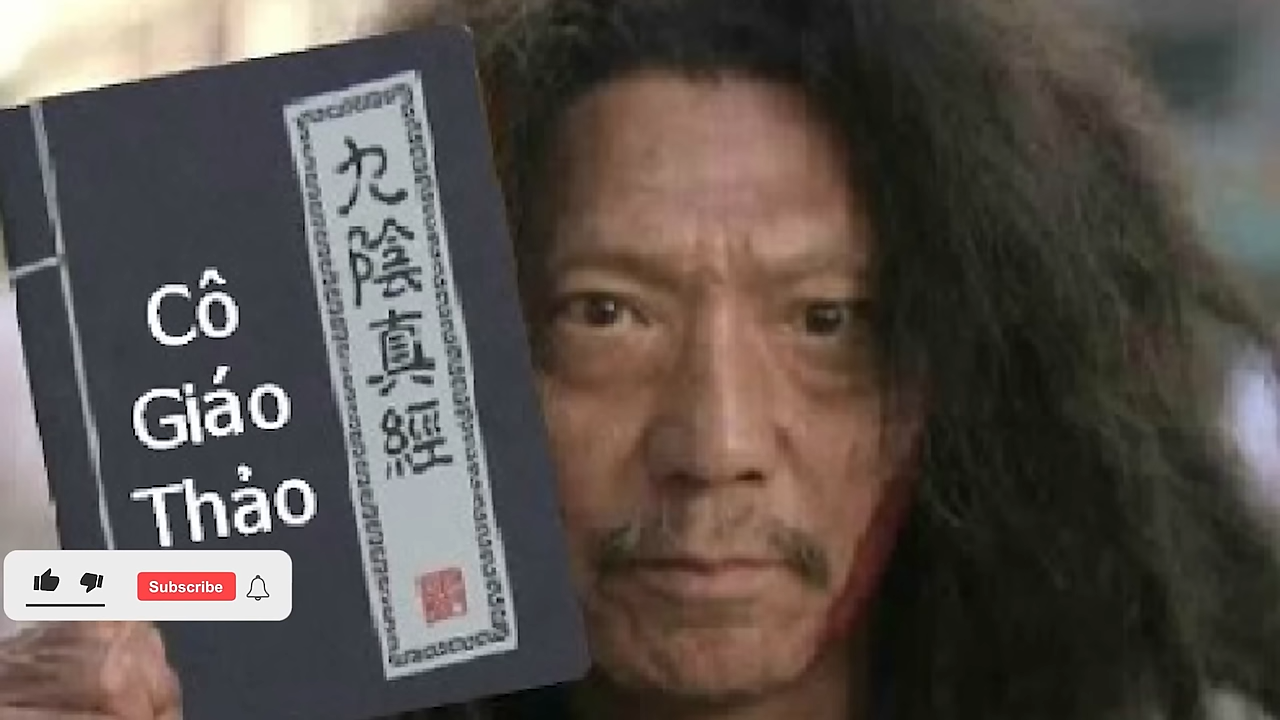 Cô
Giáo
Thảo
九陰真經
Subscribe